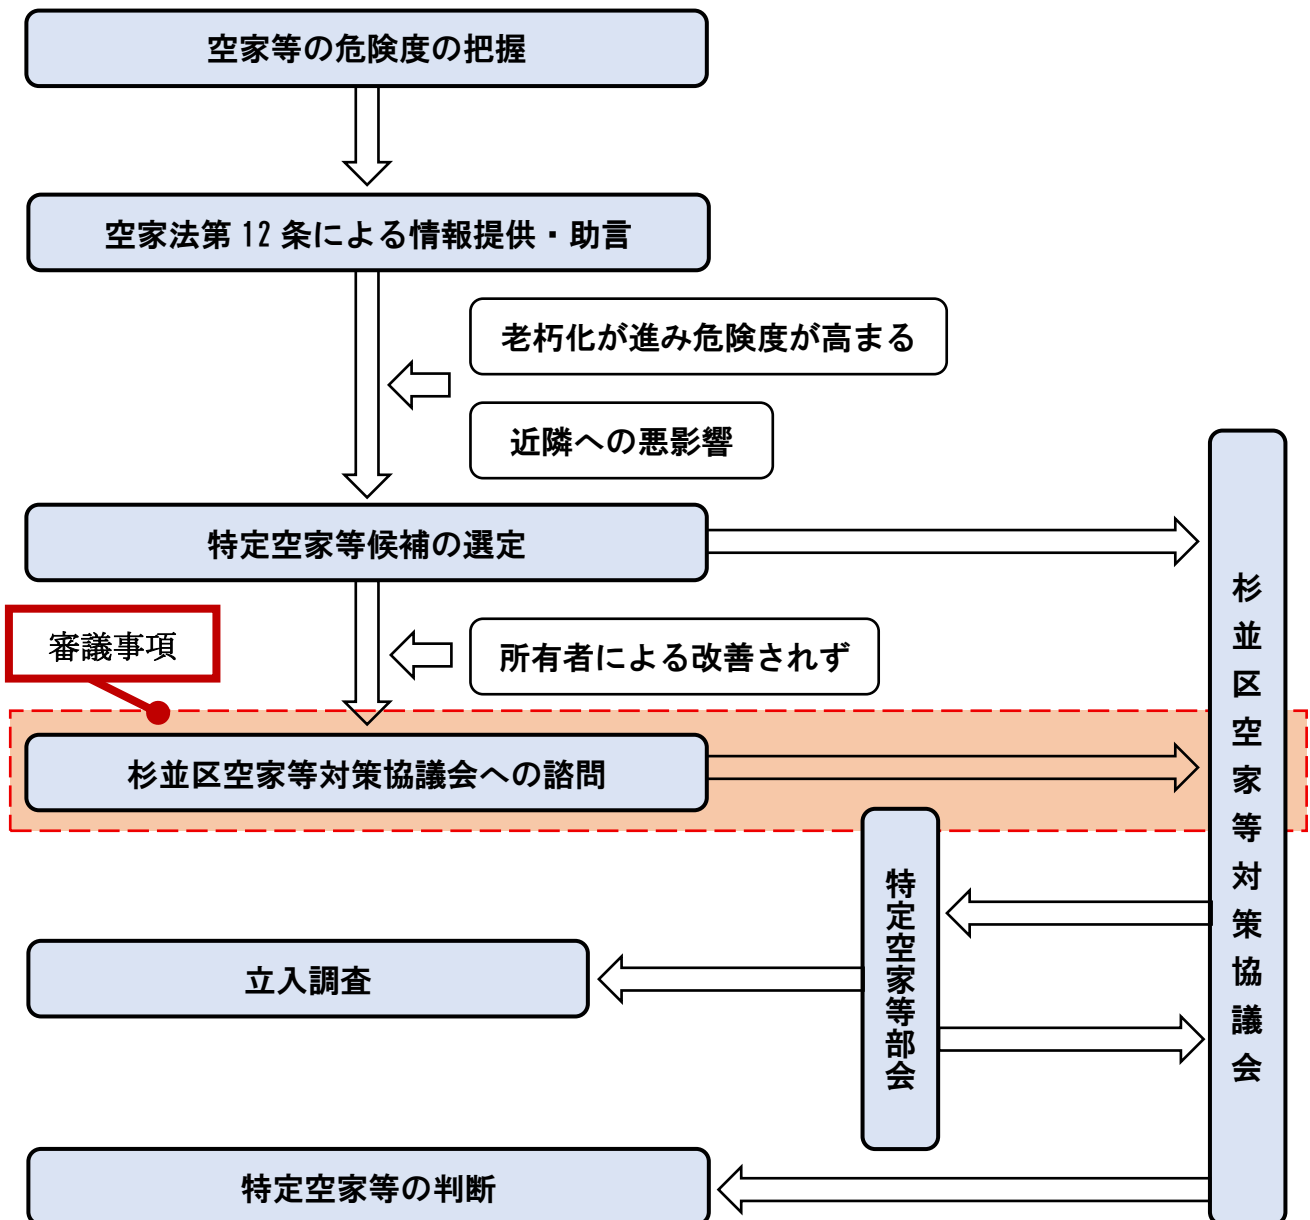 空家等の危険度の把握
空家法第 12 条による情報提供・助言
老朽化が進み危険度が高まる
近隣への悪影響
特定空家等候補の選定
審議事項
所有者による改善されず
杉並区空家等対策協議会への諮問
杉並区空家等対策協議会
特定空家等部会
立入調査
特定空家等の判断